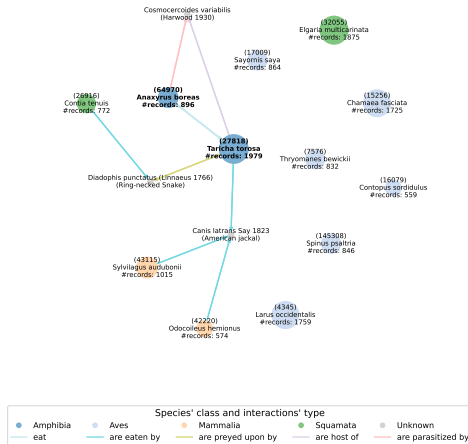 Cosmocercoides variabilis
(Harwood 1930)
(32055)
Elgaria multicarinata
#records: 1875
(17009)
Sayornis saya
#records: 864
(26916)
Contia tenuis
#records: 772
(64970)
Anaxyrus boreas
#records: 896
(15256)
Chamaea fasciata
#records: 1725
(27818)
Taricha torosa
#records: 1979
(7576)
Thryomanes bewickii
#records: 832
Diadophis punctatus (Linnaeus 1766)
(Ring-necked Snake)
(16079)
Contopus sordidulus
#records: 559
Canis latrans Say 1823
(American jackal)
(145308)
Spinus psaltria
#records: 846
(43115)
Sylvilagus audubonii
#records: 1015
(4345)
Larus occidentalis
#records: 1759
(42220)
Odocoileus hemionus
#records: 574
Species' class and interactions' type
Amphibia Aves Mammalia Squamata Unknown
eat are eaten by are preyed upon by are host of are parasitized by